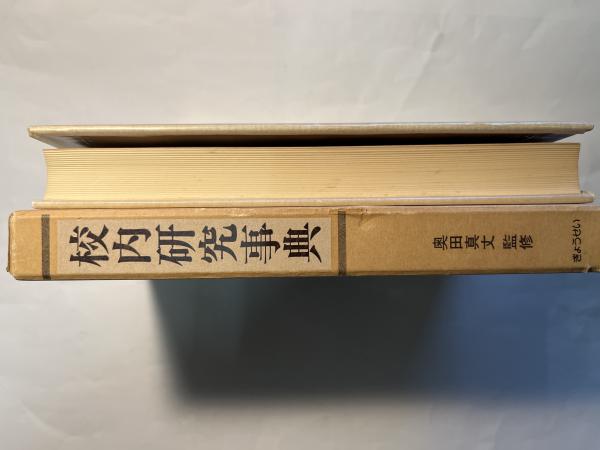 校内研究事典
奥田真丈 監修
ぎょうせい